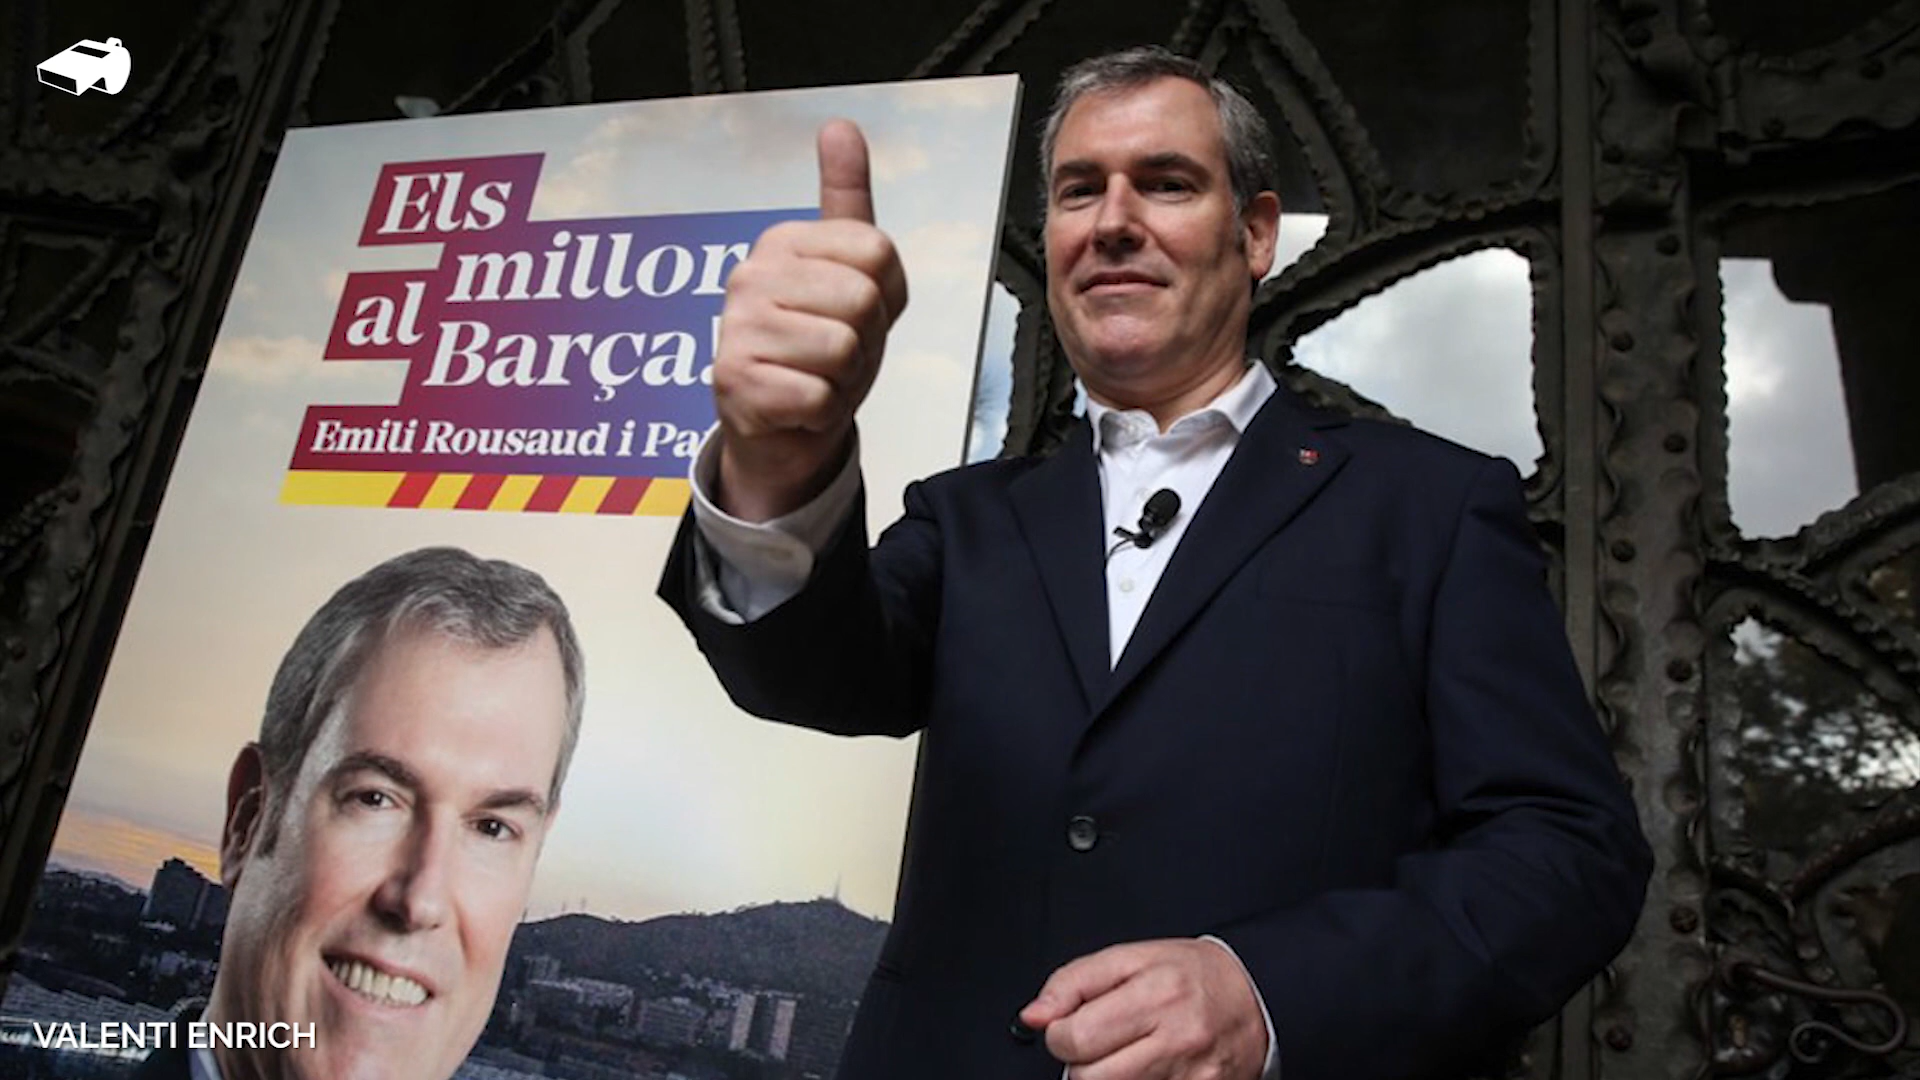 Els
millor
al
Barça!
Emili Rousaud i
VALENTI ENRICH